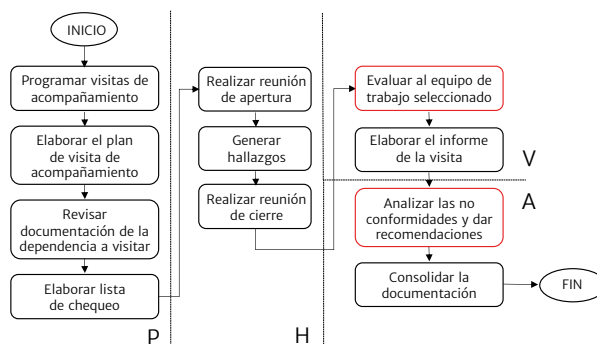 INICIO
Programar visitas de
acompañamiento
Elaborar el plan
de visita de
acompañamiento
Revisar
documentación de la
dependencia a visitar
Elaborar lista
de chequeo
P
Realizar reunión
de apertura
Generar
hallazgos
Realizar reunión
de cierre
H
Evaluar al equipo de
trabajo seleccionado
Elaborar el informe
de la visita
V
A
Analizar las no
conformidades y dar
recomendaciones
Consolidar la
documentación
FIN